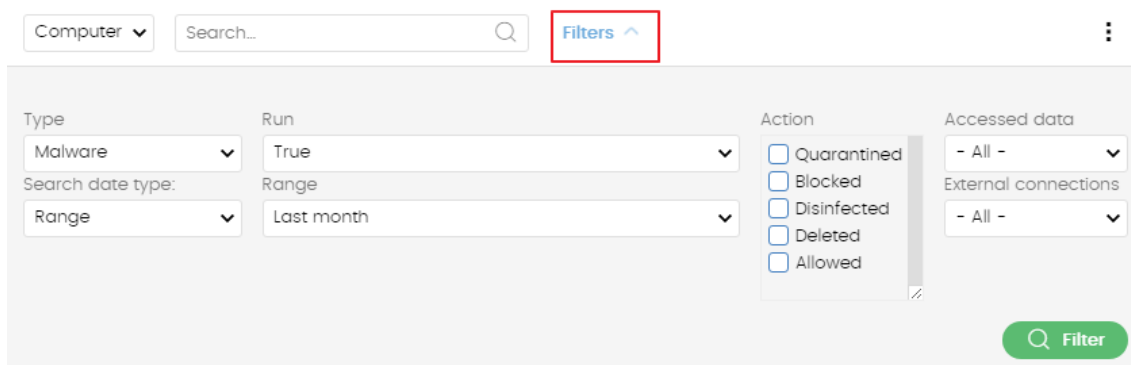 Computer
Search...
Filters
Type
Run
Action
Accessed data
Malware
True
Quarantined
- All -
Blocked
Search date type:
Range
External connections
Range
Last month
Disinfected
- All -
Deleted
Allowed
Filter